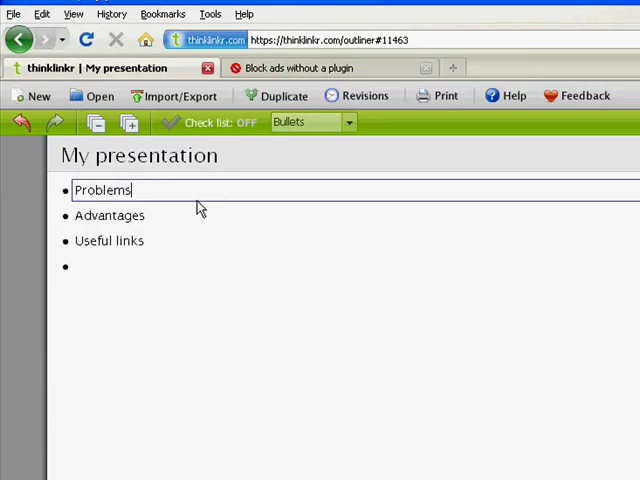 File Edit View History Bookmarks Tools Help
thinklinkr.com https://thinklinkr.com/outliner#11463
t thinklinkr | My presentation Block ads without a plugin
New Open Import/Export Duplicate Revisions Print Help Feedback
Check list: OFF Bullets
My presentation
• Problems
• Advantages
• Useful links
•